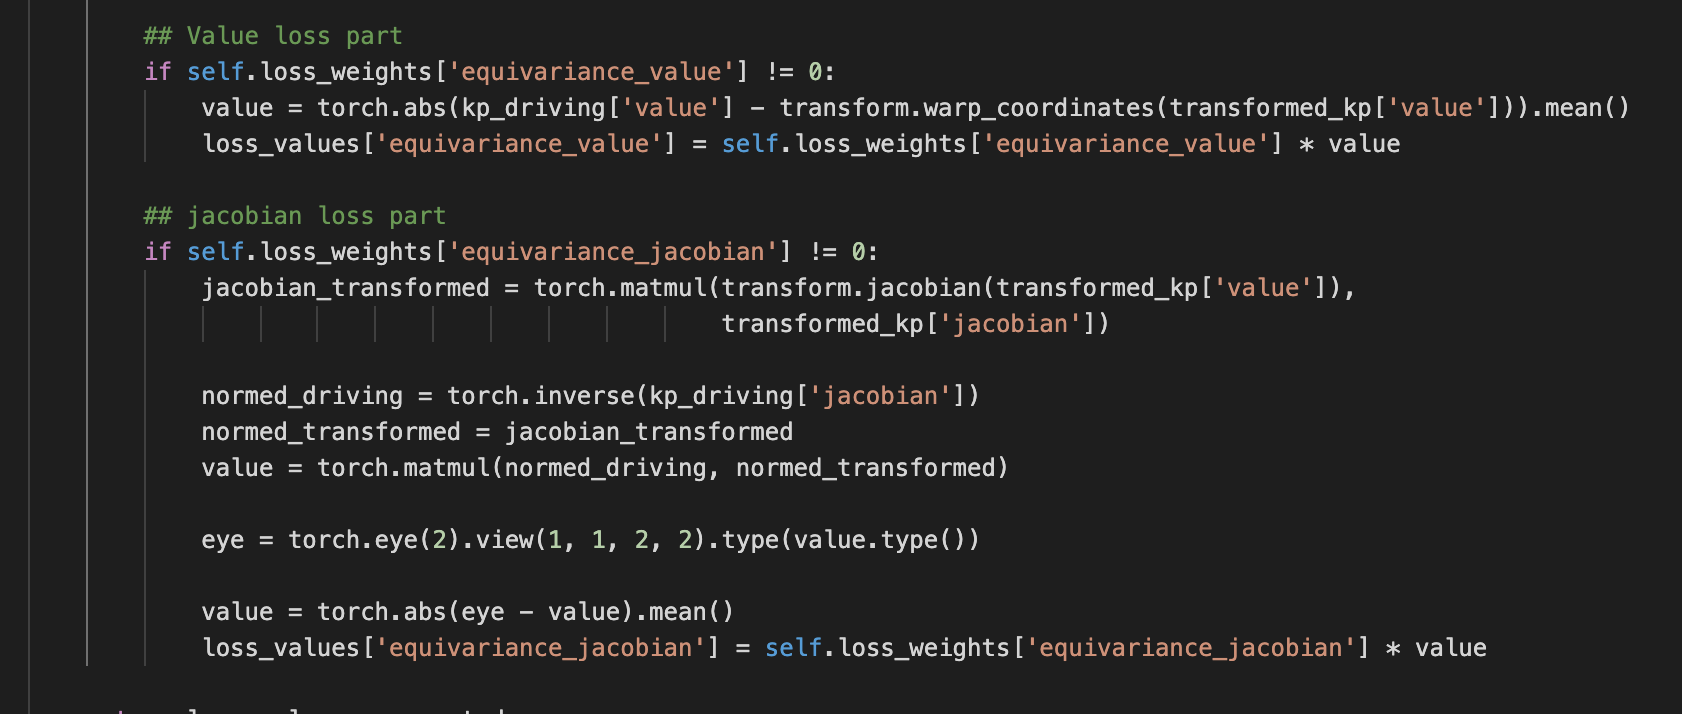 ## Value loss part
if self.loss_weights['equivariance_value'] != 0:
value = torch.abs(kp_driving['value'] - transform.warp_coordinates(transformed_kp['value'])).mean()
loss_values['equivariance_value'] = self.loss_weights['equivariance_value'] * value
## jacobian loss part
if self.loss_weights['equivariance_jacobian'] != 0:
jacobian_transformed = torch.matmul(transform.jacobian(transformed_kp['value']),
transformed_kp['jacobian'])
normed_driving = torch.inverse(kp_driving['jacobian'])
normed_transformed = jacobian_transformed
value = torch.matmul(normed_driving, normed_transformed)
eye = torch.eye(2).view(1, 1, 2, 2).type(value.type())
value = torch.abs(eye - value).mean()
loss_values['equivariance_jacobian'] = self.loss_weights['equivariance_jacobian'] * value